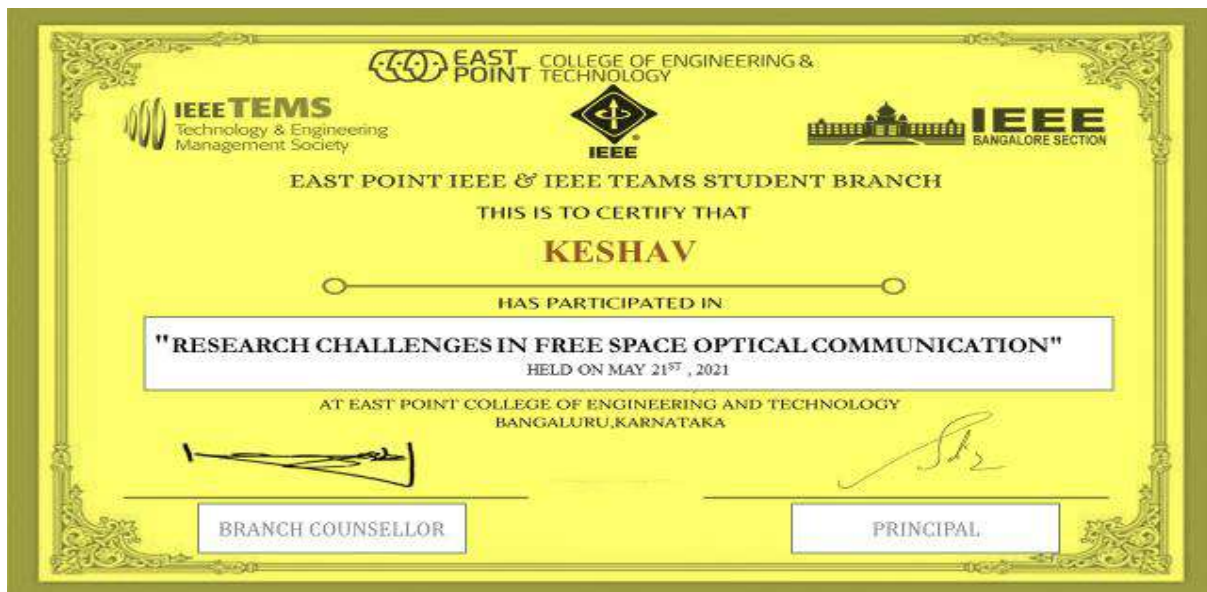 EAST POINT COLLEGE OF ENGINEERING & TECHNOLOGY
IEEE TEMS
Technology & Engineering
Management Society
IEEE
IEEE
BANGALORE SECTION
EAST POINT IEEE & IEEE TEAMS STUDENT BRANCH
THIS IS TO CERTIFY THAT
KESHAV
HAS PARTICIPATED IN
"RESEARCH CHALLENGES IN FREE SPACE OPTICAL COMMUNICATION"
HELD ON MAY 21ST , 2021
AT EAST POINT COLLEGE OF ENGINEERING AND TECHNOLOGY
BANGALURU,KARNATAKA
BRANCH COUNSELLOR
PRINCIPAL